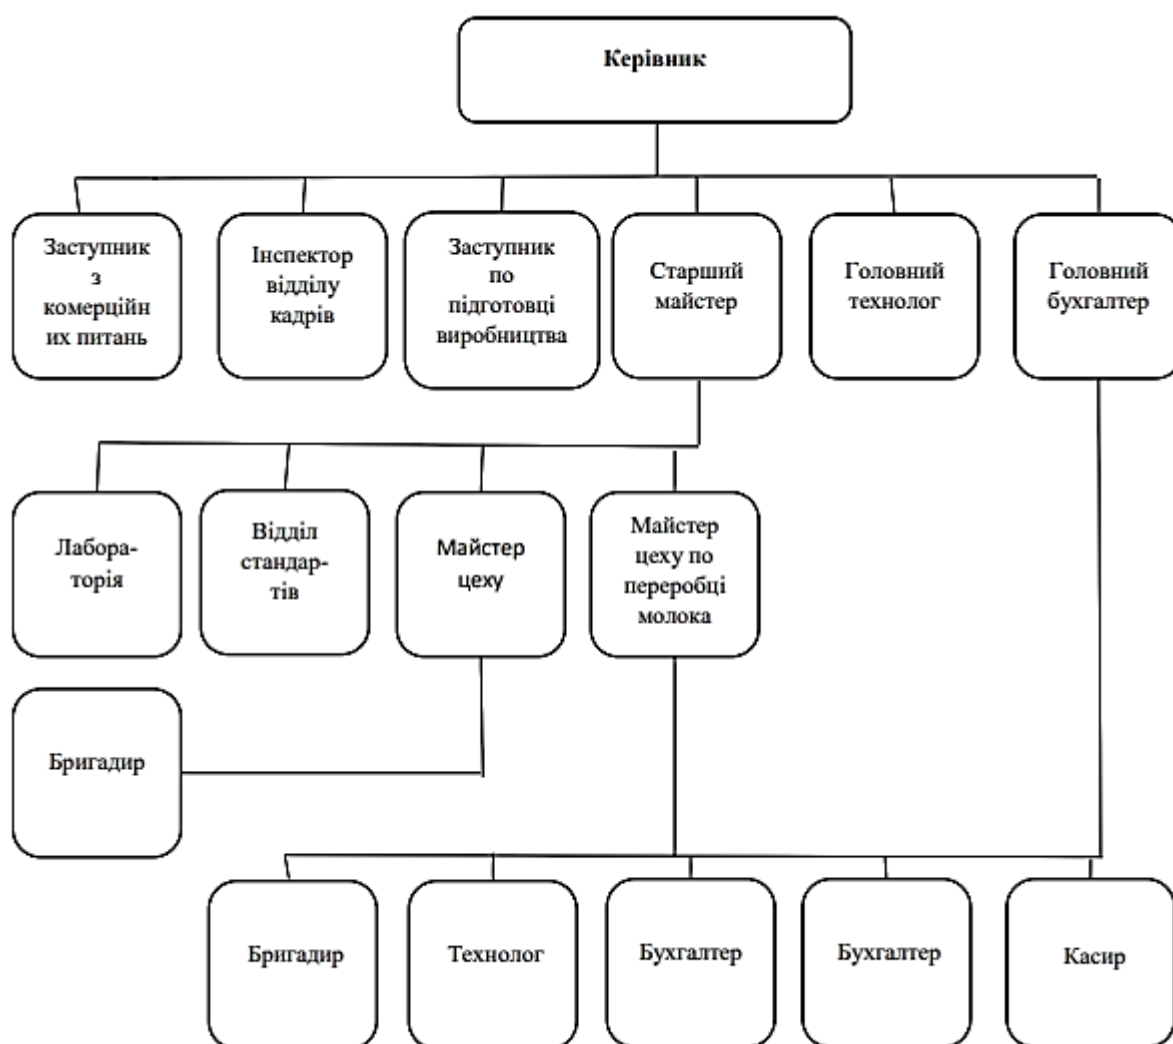 Керівник
Заступник
з
комерційн
их питань
Інспектор
відділу
кадрів
Заступник
по
підготовці
виробництва
Старший
майстер
Головний
технолог
Головний
бухгалтер
Лабора-
торія
Відділ
стандар-
тів
Майстер
цеху
Майстер
цеху по
переробці
молока
Бригадир
Бригадир
Технолог
Бухгалтер
Бухгалтер
Касир